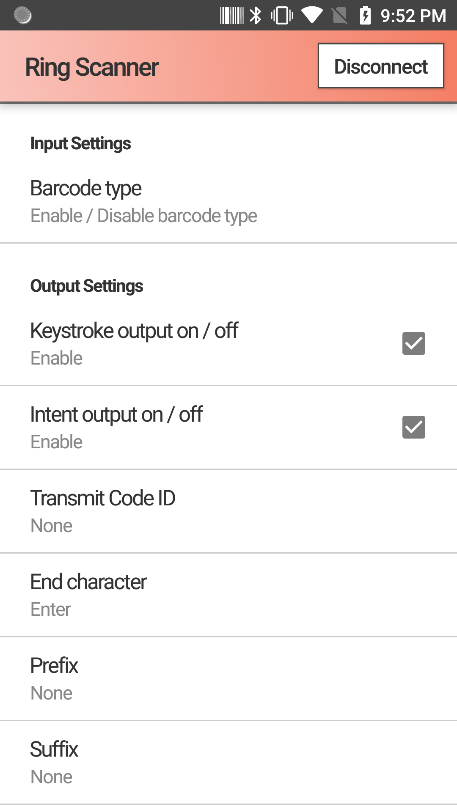 9:52 PM
Ring Scanner
Disconnect
Input Settings
Barcode type
Enable / Disable barcode type
Output Settings
Keystroke output on / off
Enable
Intent output on / off
Enable
Transmit Code ID
None
End character
Enter
Prefix
None
Suffix
None